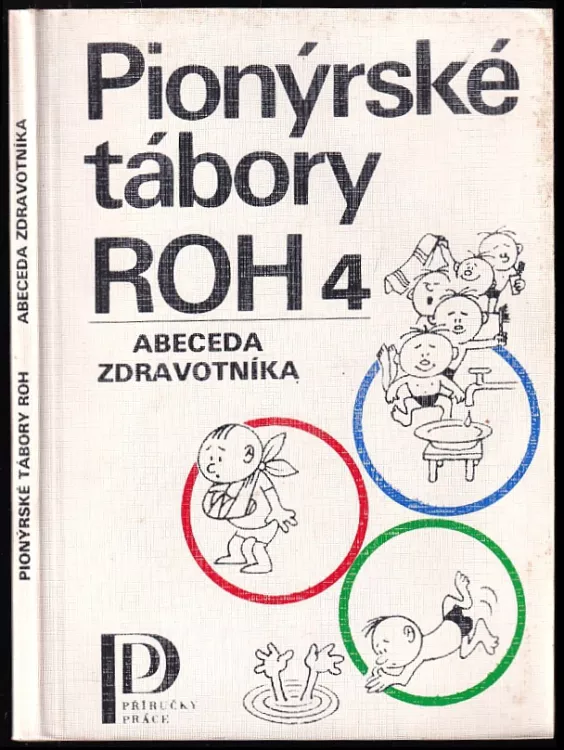 Pionýrské
tábory
ROH 4
ABECEDA
ZDRAVOTNÍKA
PŘÍRUČKY
PRÁCE
PIONÝRSKÉ TÁBORY ROH ABECEDA ZDRAVOTNÍKA